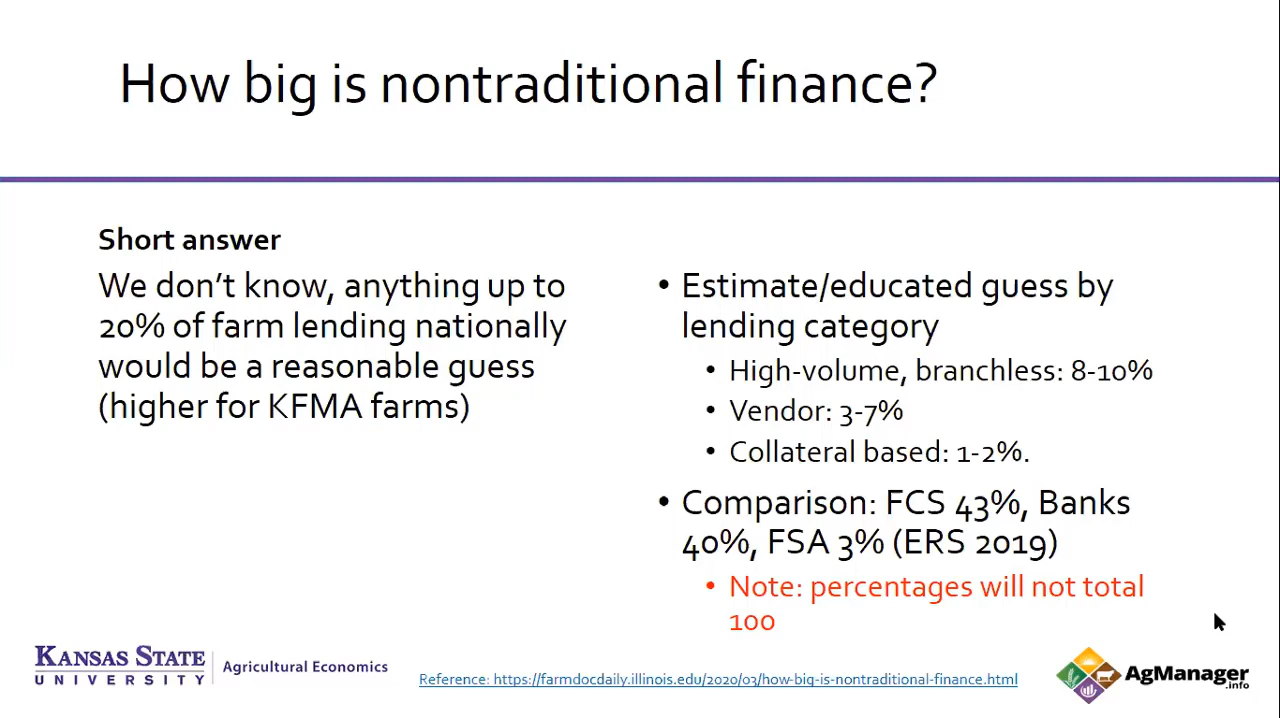 How big is nontraditional finance?
Short answer
We don't know, anything up to
20% of farm lending nationally
would be a reasonable guess
(higher for KFMA farms)
• Estimate/educated guess by
lending category
• High-volume, branchless: 8-10%
• Vendor: 3-7%
• Collateral based: 1-2%.
• Comparison: FCS 43%, Banks
40%, FSA 3% (ERS 2019)
• Note: percentages will not total
100
KANSAS STATE
UNIVERSITY
Agricultural Economics
Reference: https://farmdocdaily.illinois.edu/2020/03/how-big-is-nontraditional-finance.html
AgManager
.info